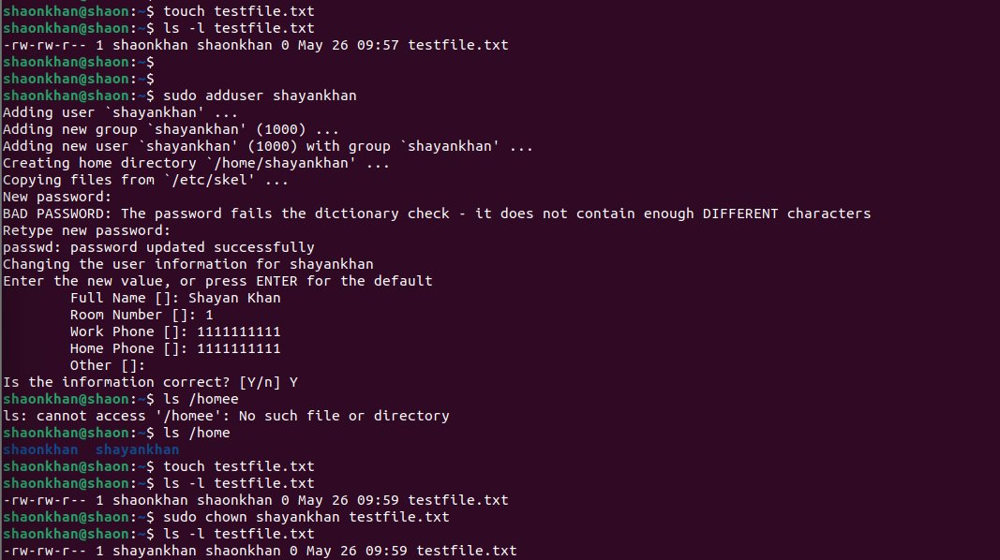 shaonkhan@shaon:~$ touch testfile.txt
shaonkhan@shaon:~$ ls -l testfile.txt
-rw-rw-r-- 1 shaonkhan shaonkhan 0 May 26 09:57 testfile.txt
shaonkhan@shaon:~$
shaonkhan@shaon:~$
shaonkhan@shaon:~$ sudo adduser shayankhan
Adding user `shayankhan' ...
Adding new group `shayankhan' (1000) ...
Adding new user `shayankhan' (1000) with group `shayankhan' ...
Creating home directory `/home/shayankhan' ...
Copying files from `/etc/skel' ...
New password:
BAD PASSWORD: The password fails the dictionary check - it does not contain enough DIFFERENT characters
Retype new password:
passwd: password updated successfully
Changing the user information for shayankhan
Enter the new value, or press ENTER for the default
        Full Name []: Shayan Khan
        Room Number []: 1
        Work Phone []: 1111111111
        Home Phone []: 1111111111
        Other []:
Is the information correct? [Y/n] Y
shaonkhan@shaon:~$ ls /homee
ls: cannot access '/homee': No such file or directory
shaonkhan@shaon:~$ ls /home
shaonkhan  shayankhan
shaonkhan@shaon:~$ touch testfile.txt
shaonkhan@shaon:~$ ls -l testfile.txt
-rw-rw-r-- 1 shaonkhan shaonkhan 0 May 26 09:59 testfile.txt
shaonkhan@shaon:~$ sudo chown shayankhan testfile.txt
shaonkhan@shaon:~$ ls -l testfile.txt
-rw-rw-r-- 1 shayankhan shaonkhan 0 May 26 09:59 testfile.txt